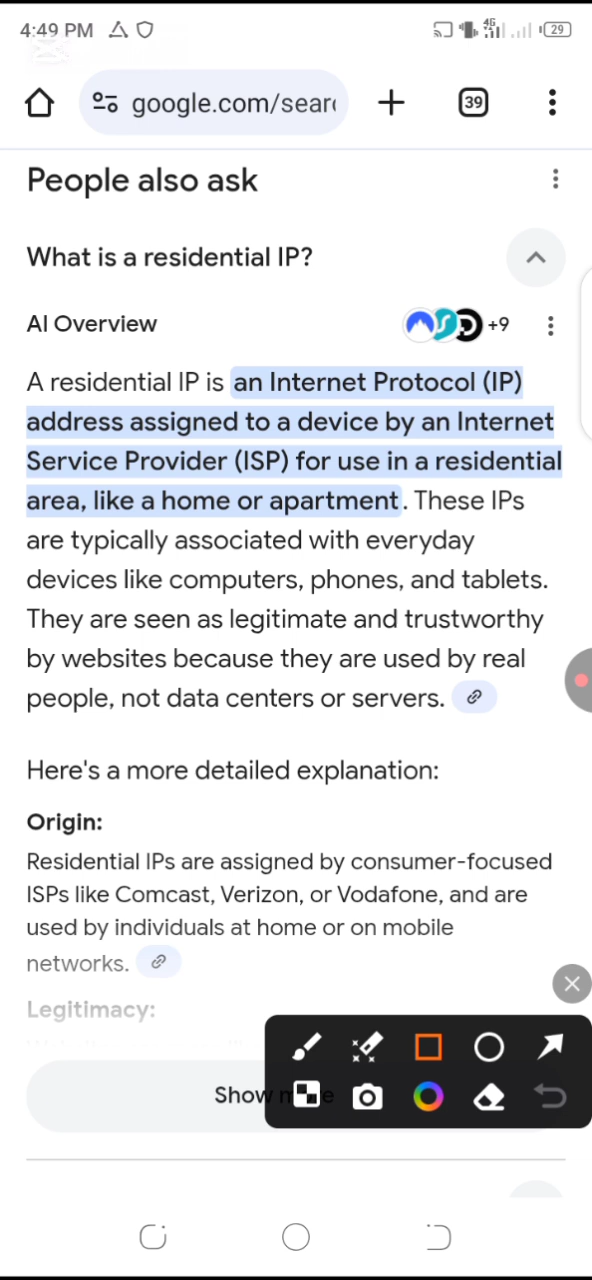 4:49 PM
4G
29
google.com/sear
39
People also ask
What is a residential IP?
AI Overview
+9
A residential IP is an Internet Protocol (IP)
address assigned to a device by an Internet
Service Provider (ISP) for use in a residential
area, like a home or apartment. These IPs
are typically associated with everyday
devices like computers, phones, and tablets.
They are seen as legitimate and trustworthy
by websites because they are used by real
people, not data centers or servers.
Here's a more detailed explanation:
Origin:
Residential IPs are assigned by consumer-focused
ISPs like Comcast, Verizon, or Vodafone, and are
used by individuals at home or on mobile
networks.
Legitimacy:
Show